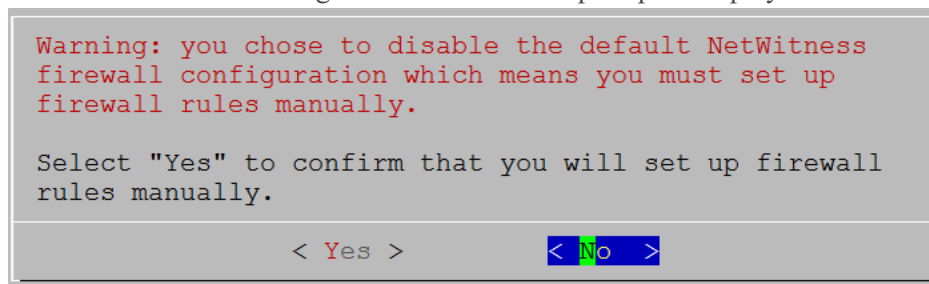 Warning: you chose to disable the default NetWitness
firewall configuration which means you must set up
firewall rules manually.
Select "Yes" to confirm that you will set up firewall
rules manually.
< Yes > < No >